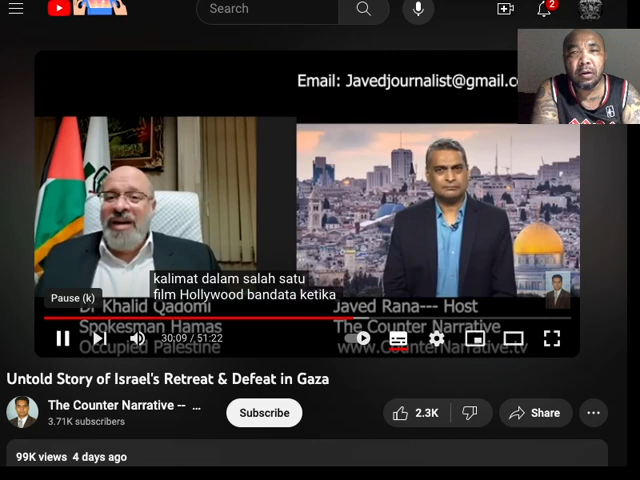 Search
2
Email: Javedjournalist@gmail.co
kalimat dalam salah satu
film Hollywood bandata ketika
Pause (k)
Dr Khalid Qadomi
Spokesman Hamas
Occupied Palestine
Javed Rana--- Host
The Counter Narrative
www.CounterNarrative.tv
30:09 / 51:22
Untold Story of Israel's Retreat & Defeat in Gaza
The Counter Narrative -- ...
3.71K subscribers
Subscribe
2.3K
Share
99K views 4 days ago